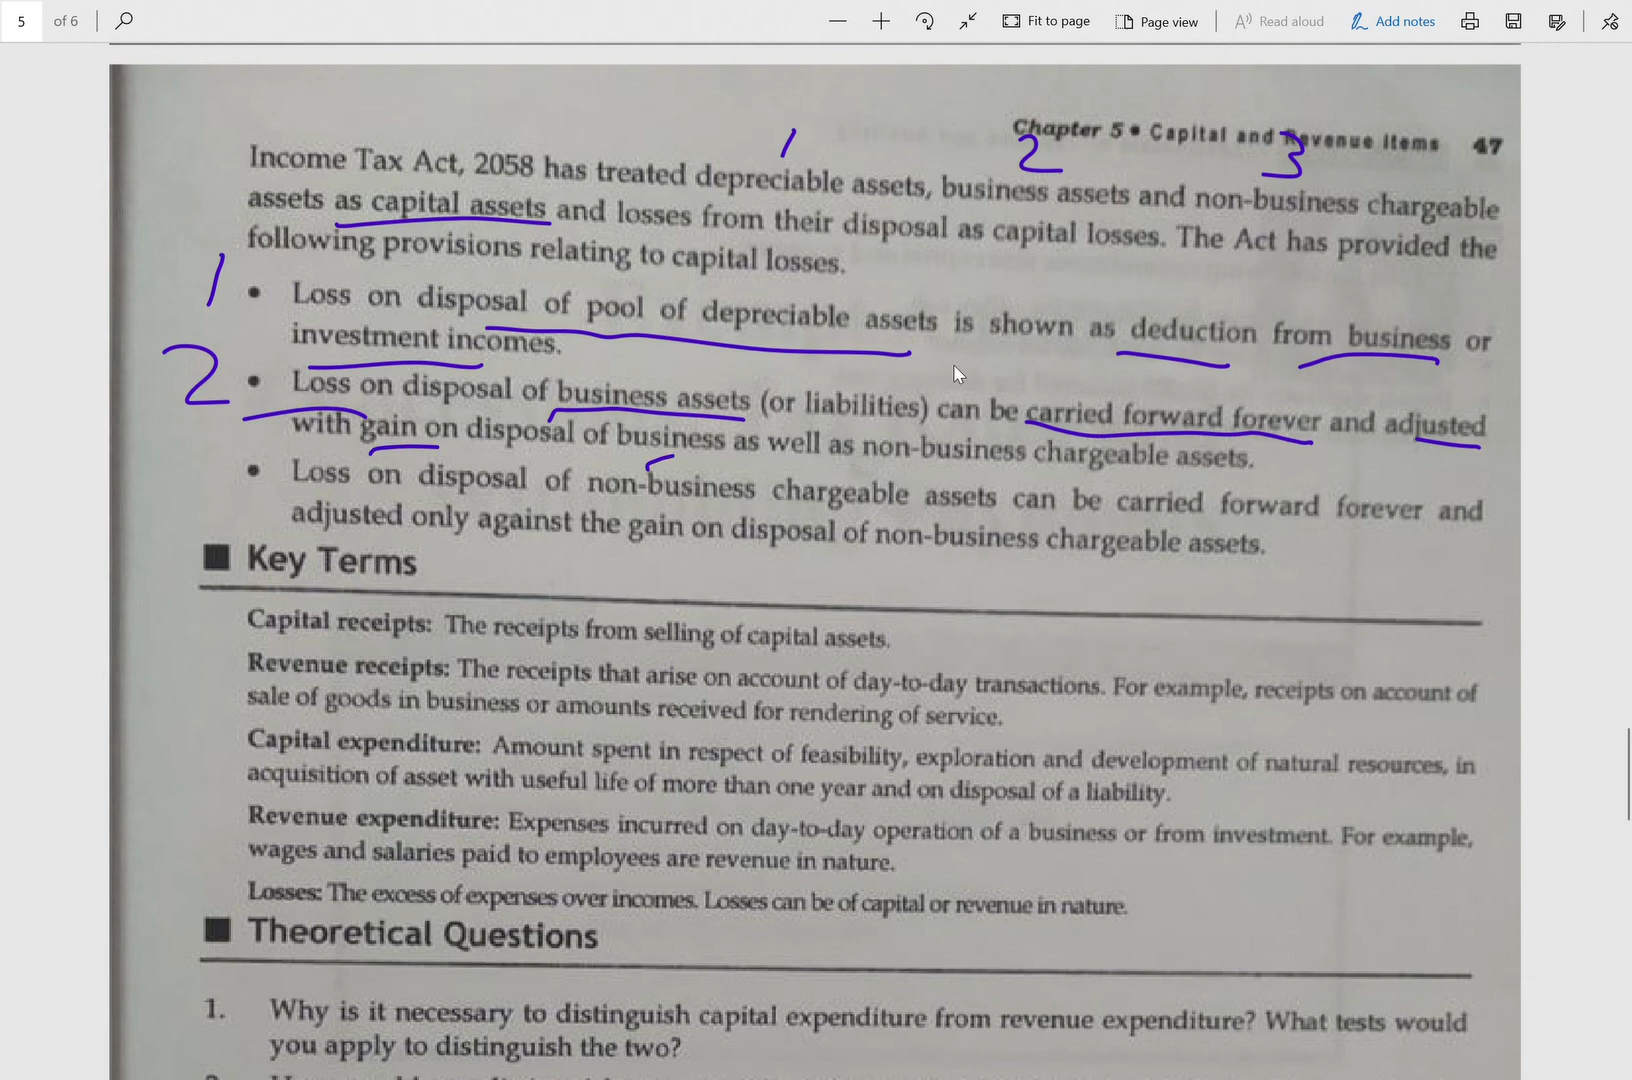 5 of 6 Fit to page Page view Read aloud Add notes
Chapter 5 • Capital and Revenue Items 47
1 2 3
Income Tax Act, 2058 has treated depreciable assets, business assets and non-business chargeable
assets as capital assets and losses from their disposal as capital losses. The Act has provided the
following provisions relating to capital losses.
1
• Loss on disposal of pool of depreciable assets is shown as deduction from business or
investment incomes.
2
• Loss on disposal of business assets (or liabilities) can be carried forward forever and adjusted
with gain on disposal of business as well as non-business chargeable assets.
• Loss on disposal of non-business chargeable assets can be carried forward forever and
adjusted only against the gain on disposal of non-business chargeable assets.
■ Key Terms
Capital receipts: The receipts from selling of capital assets.
Revenue receipts: The receipts that arise on account of day-to-day transactions. For example, receipts on account of
sale of goods in business or amounts received for rendering of service.
Capital expenditure: Amount spent in respect of feasibility, exploration and development of natural resources, in
acquisition of asset with useful life of more than one year and on disposal of a liability.
Revenue expenditure: Expenses incurred on day-to-day operation of a business or from investment. For example,
wages and salaries paid to employees are revenue in nature.
Losses: The excess of expenses over incomes. Losses can be of capital or revenue in nature.
■ Theoretical Questions
1. Why is it necessary to distinguish capital expenditure from revenue expenditure? What tests would
you apply to distinguish the two?